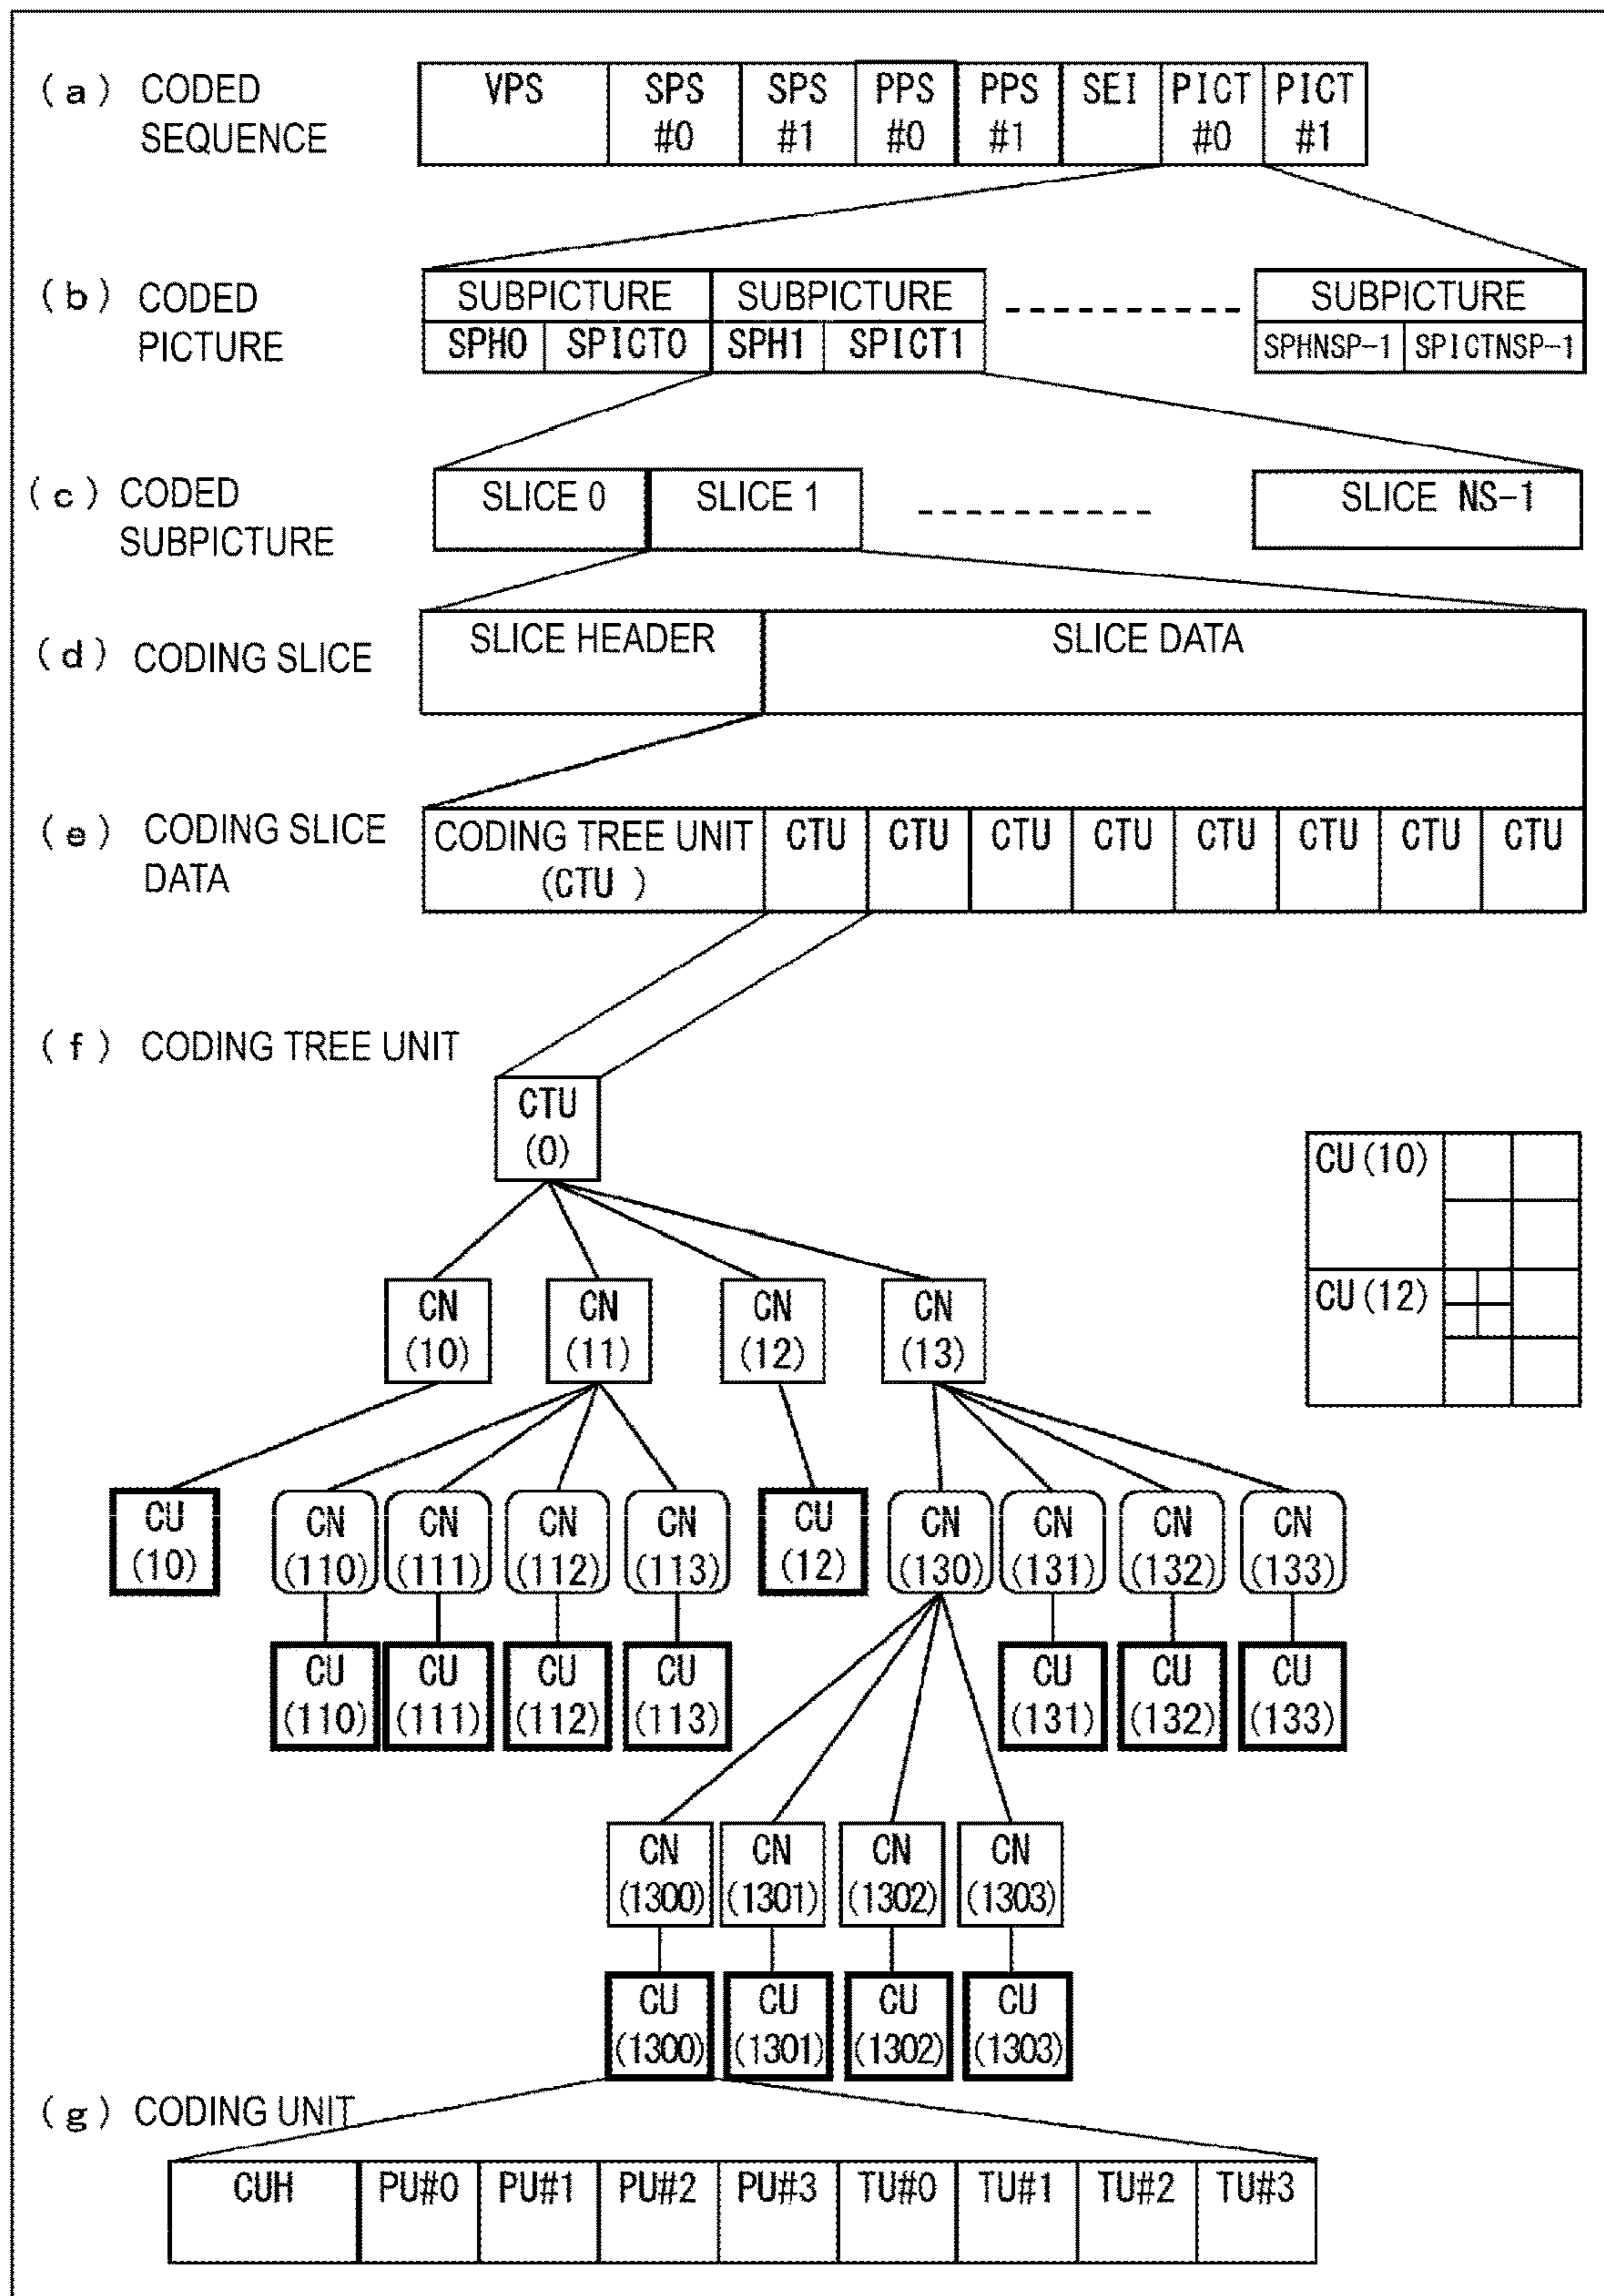 (a) CODED SEQUENCE
VPS SPS #0 SPS #1 PPS #0 PPS #1 SEI PICT #0 PICT #1
(b) CODED PICTURE
SUBPICTURE SUBPICTURE SUBPICTURE
SPH0 SPICT0 SPH1 SPICT1 SPHNSP-1 SPICTNSP-1
(c) CODED SUBPICTURE
SLICE 0 SLICE 1 SLICE NS-1
(d) CODING SLICE
SLICE HEADER SLICE DATA
(e) CODING SLICE DATA
CODING TREE UNIT (CTU ) CTU CTU CTU CTU CTU CTU CTU CTU
(f) CODING TREE UNIT
CTU (0)
CU(10)
CU(12)
CN (10) CN (11) CN (12) CN (13)
CU (10) CN (110) CN (111) CN (112) CN (113) CU (12) CN (130) CN (131) CN (132) CN (133)
CU (110) CU (111) CU (112) CU (113) CU (131) CU (132) CU (133)
CN (1300) CN (1301) CN (1302) CN (1303)
CU (1300) CU (1301) CU (1302) CU (1303)
(g) CODING UNIT
CUH PU#0 PU#1 PU#2 PU#3 TU#0 TU#1 TU#2 TU#3